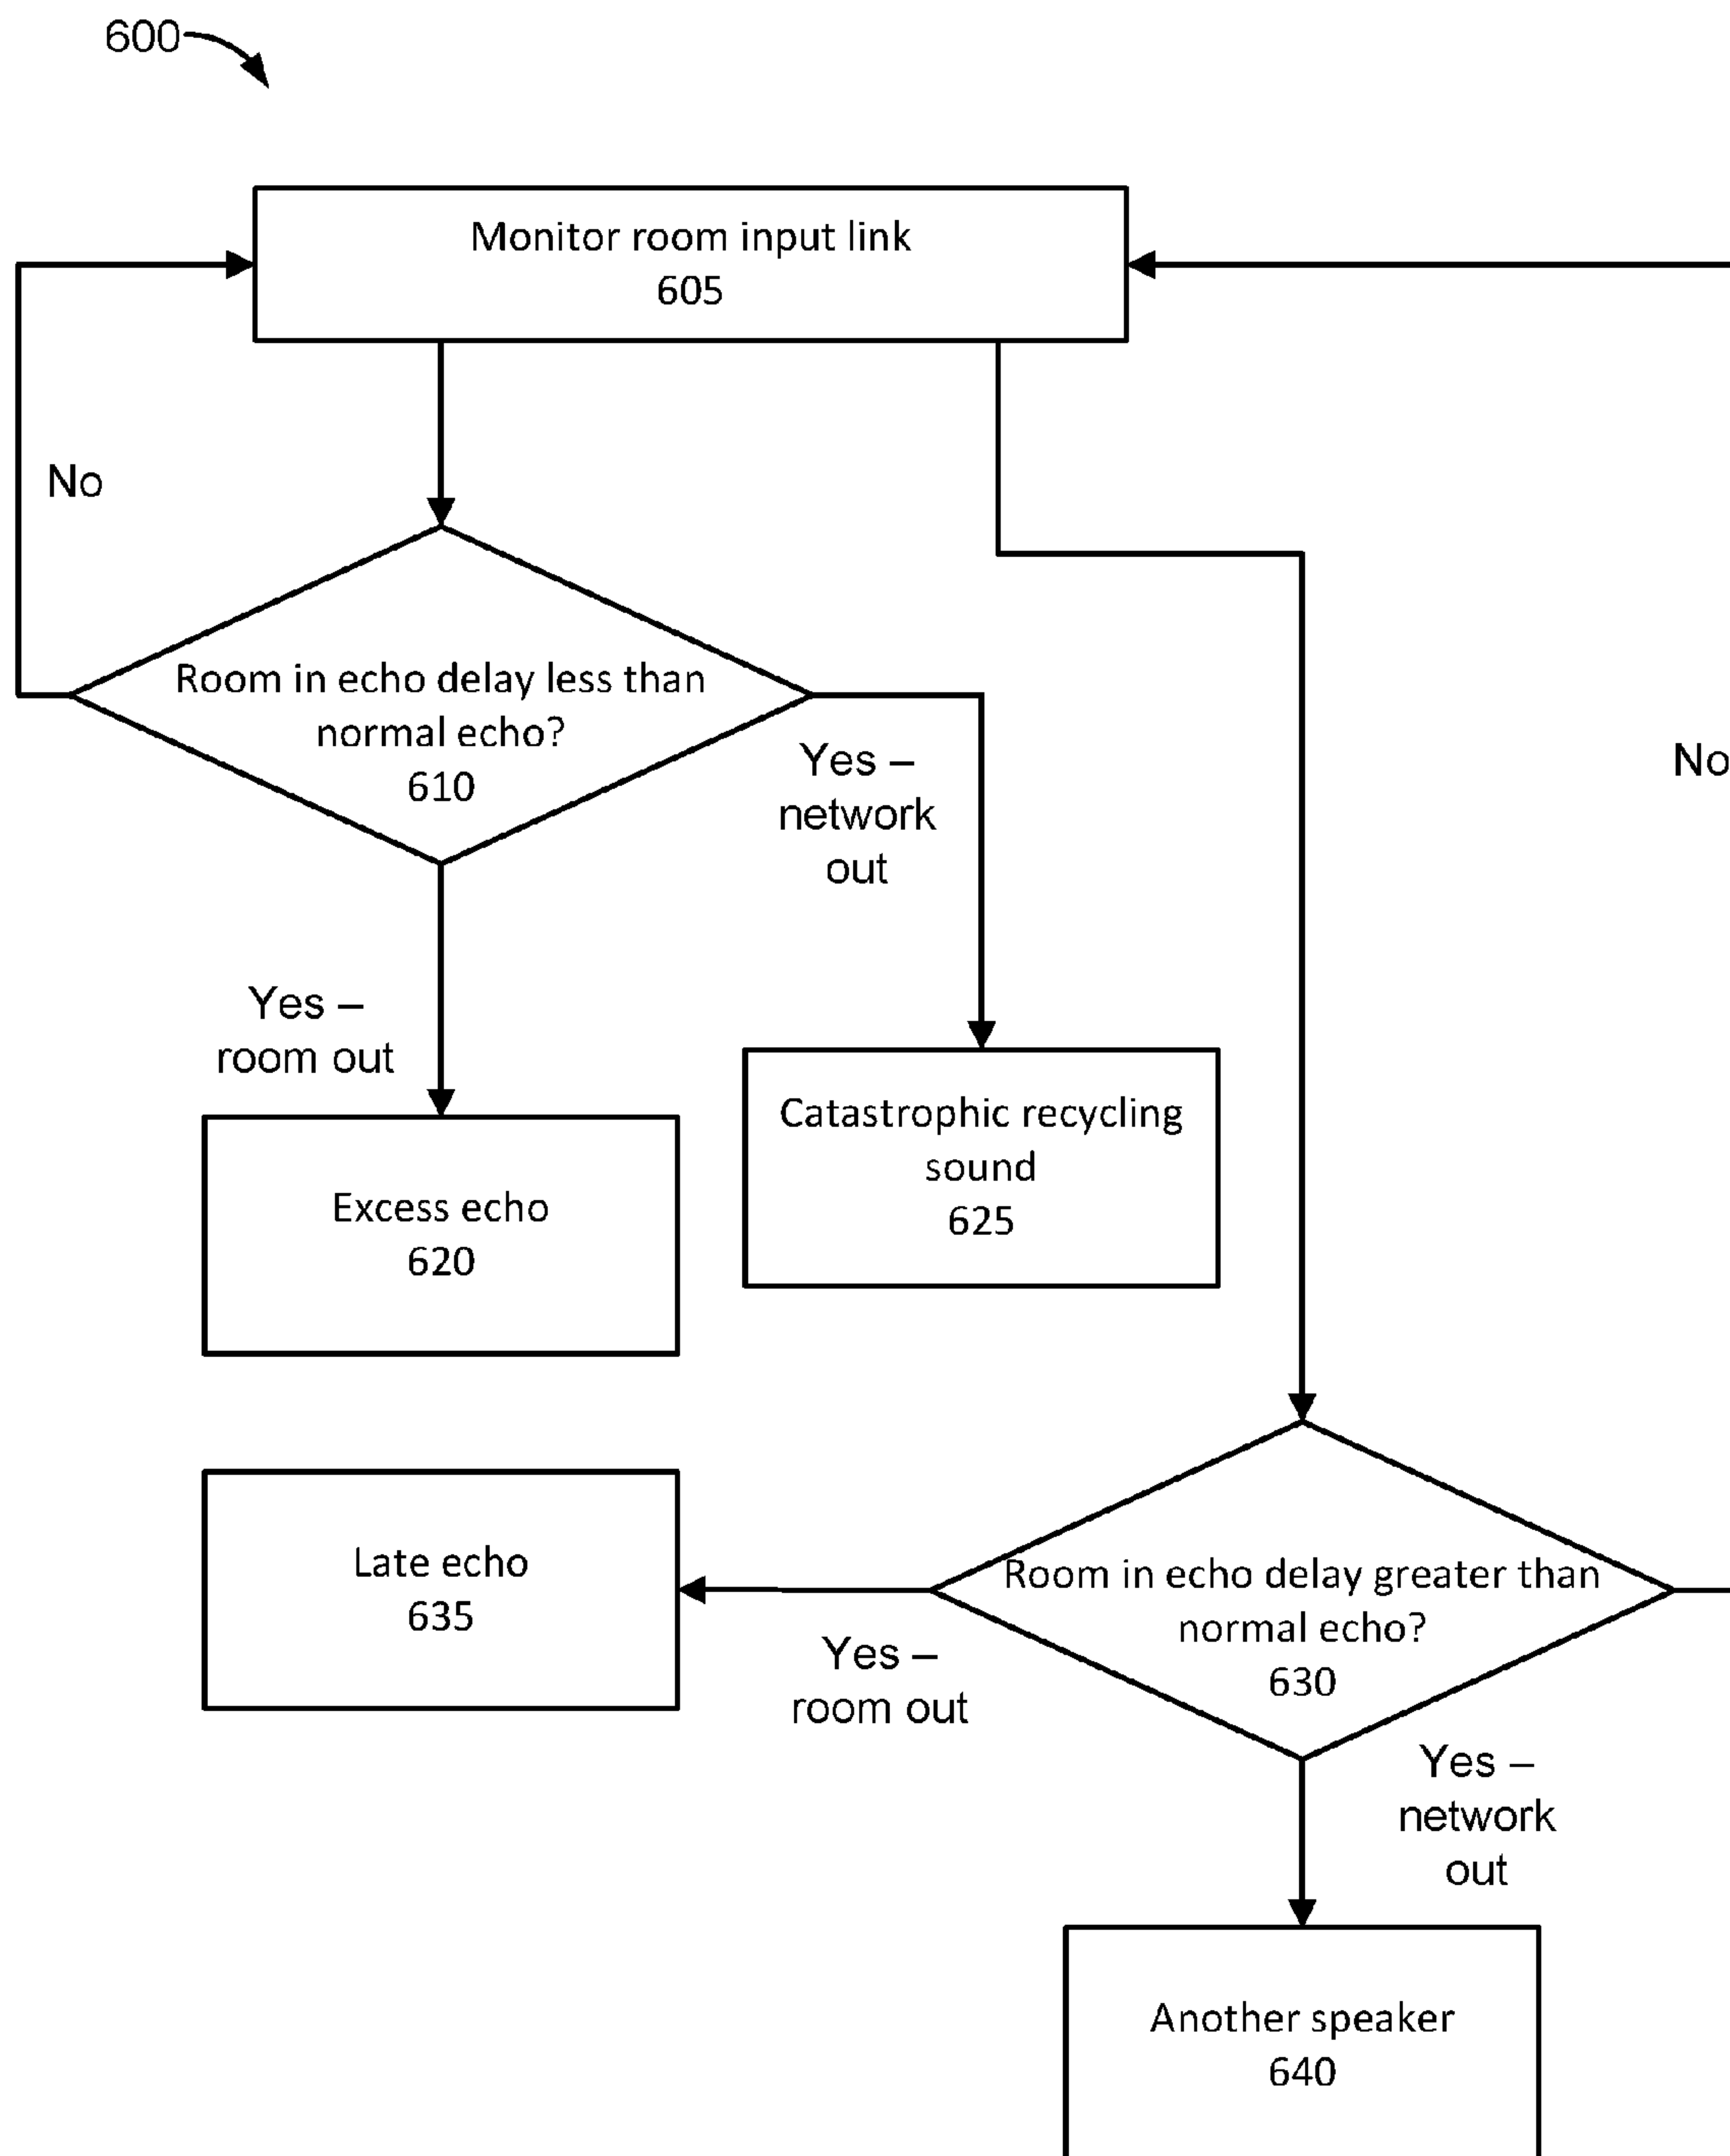 600
Monitor room input link
605
No
Room in echo delay less than
normal echo?
610
Yes –
network
out
No
Yes –
room out
Catastrophic recycling
sound
625
Excess echo
620
Late echo
635
Room in echo delay greater than
normal echo?
630
Yes –
room out
Yes –
network
out
Another speaker
640